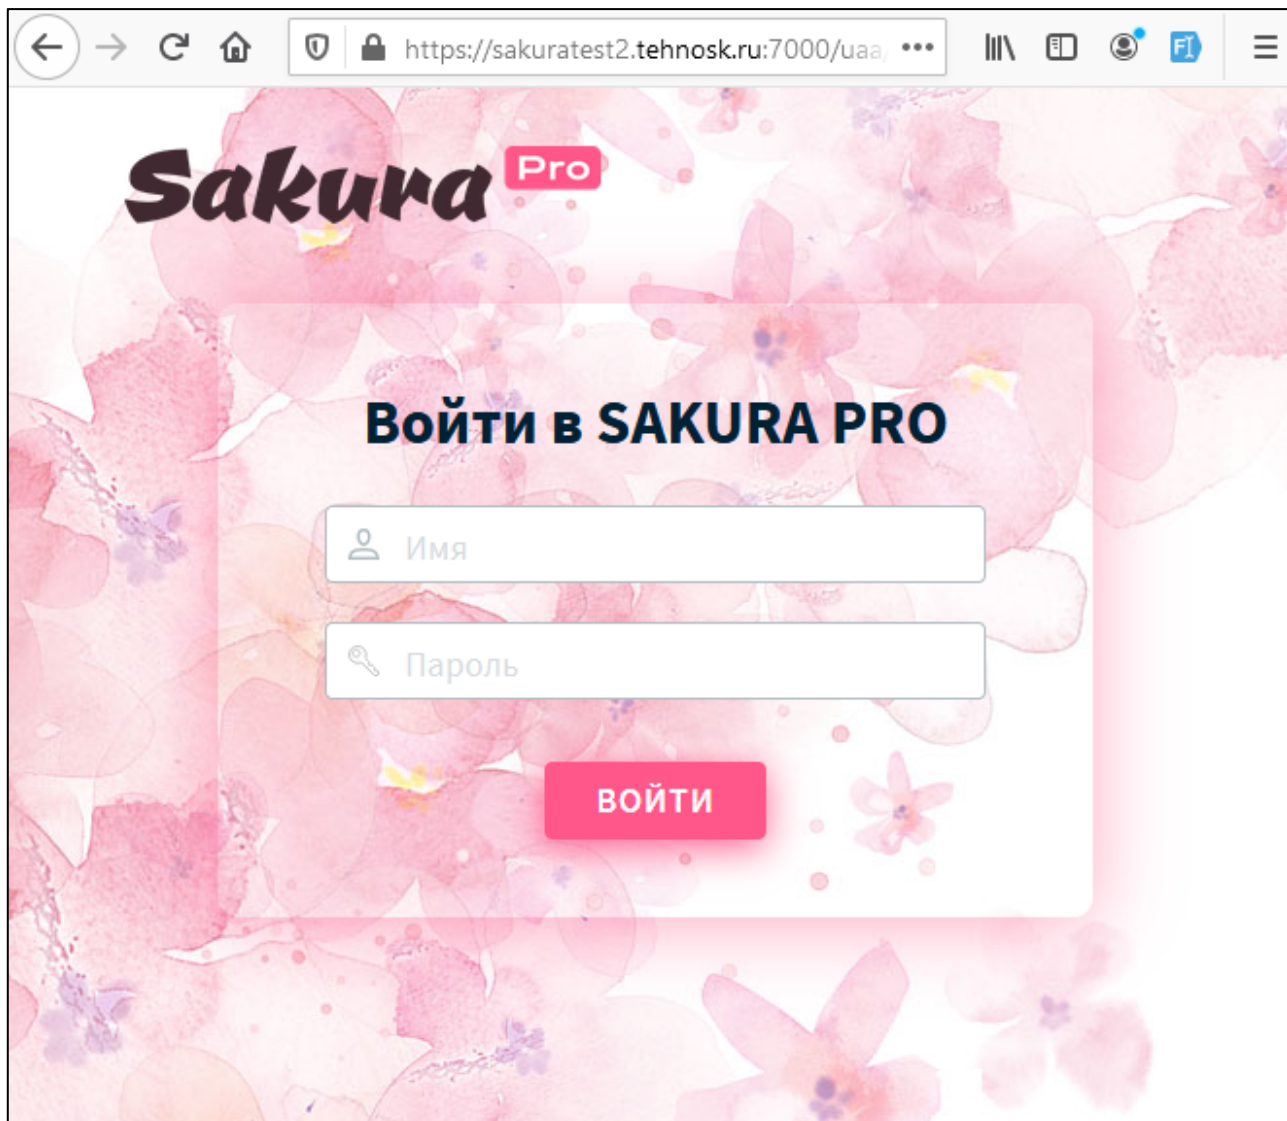 https://sakuratest2.tehnosk.ru:7000/uaa
Sakura Pro
Войти в SAKURA PRO
Имя
Пароль
ВОЙТИ